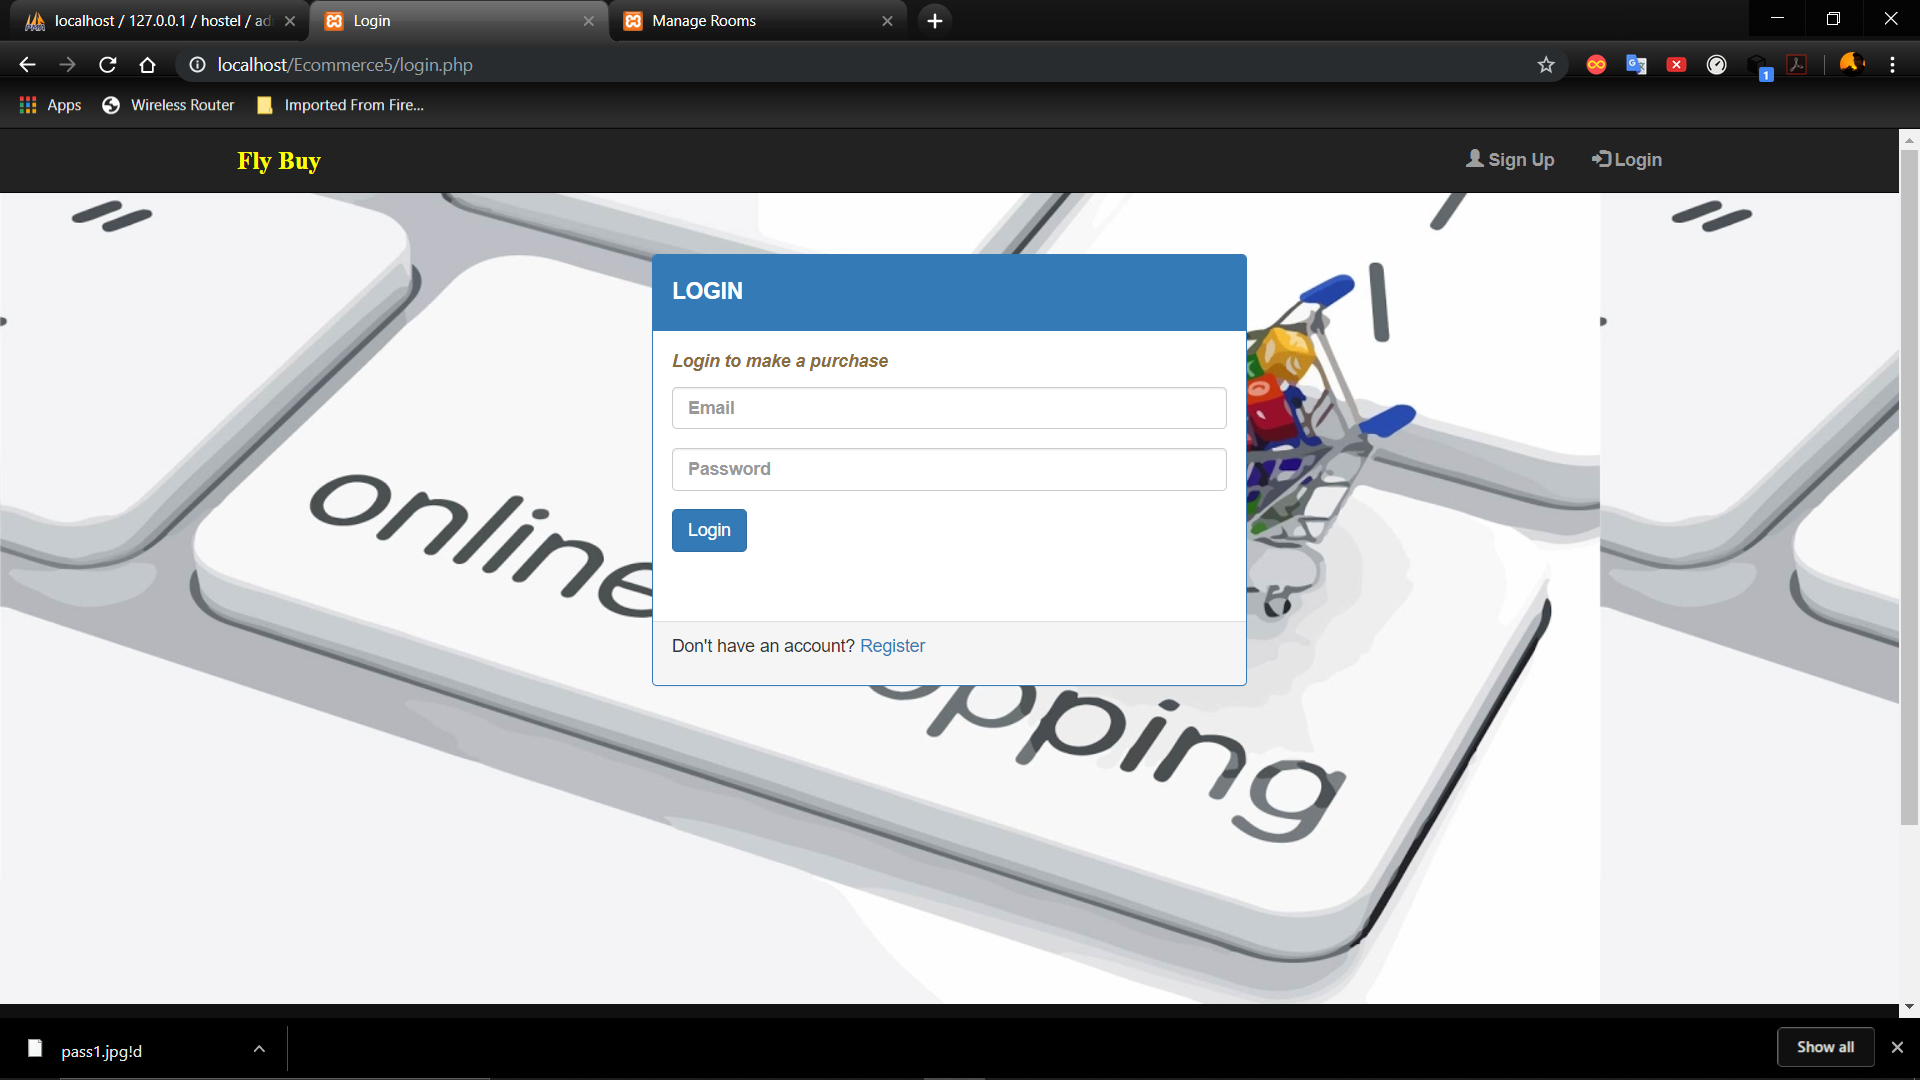 localhost / 127.0.0.1 / hostel / ad
Login
Manage Rooms
localhost/Ecommerce5/login.php
Apps
Wireless Router
Imported From Fire...
1
Fly Buy
Sign Up
Login
LOGIN
Login to make a purchase
Email
Password
Login
Don't have an account? Register
online
pping
pass1.jpg!d
Show all